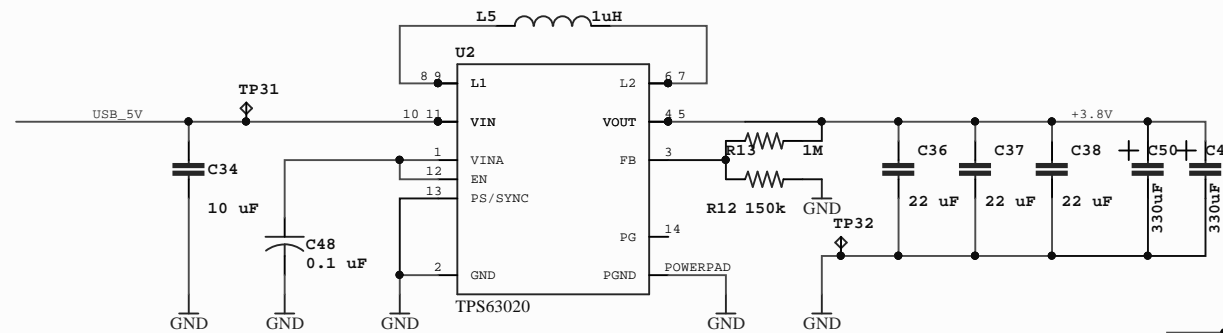 L5 1uH
U2
8 9 L1 L2 6 7
TP31
USB_5V 10 11 VIN VOUT 4 5 +3.8V
1 VINA FB 3 R13 1M C36 C37 C38 C50 C4
C34 12 EN
13 PS/SYNC
10 uF R12 150k GND 22 uF 22 uF 22 uF 330uF 330uF
TP32
PG 14
C48
0.1 uF
2 GND PGND POWERPAD
TPS63020
GND GND GND GND GND